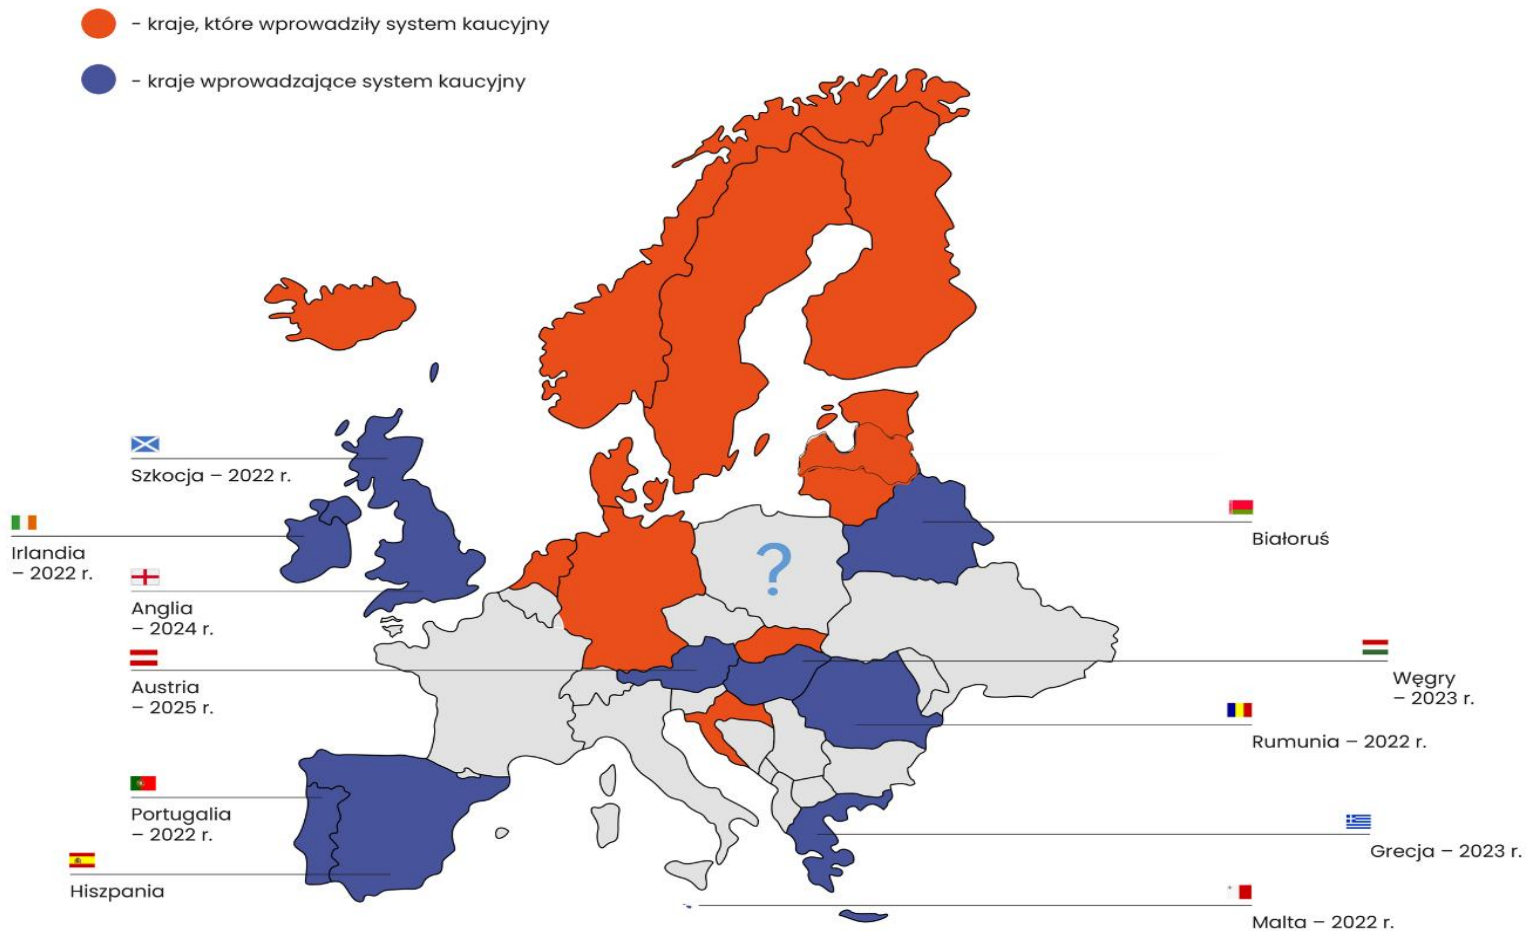 - kraje, które wprowadziły system kaucyjny
- kraje wprowadzające system kaucyjny
Szkocja – 2022 r.
Irlandia
– 2022 r.
Anglia
– 2024 r.
Austria
– 2025 r.
Portugalia
– 2022 r.
Hiszpania
?
Białoruś
Węgry
– 2023 r.
Rumunia – 2022 r.
Grecja – 2023 r.
Malta – 2022 r.